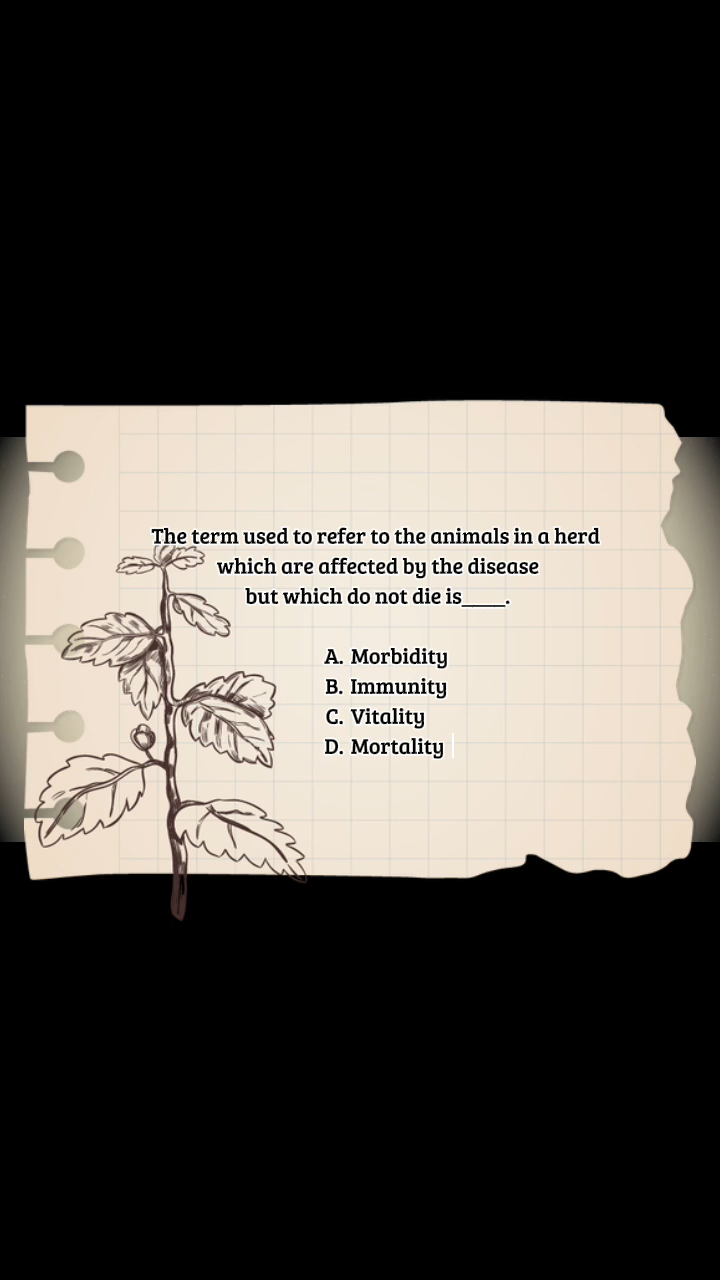 The term used to refer to the animals in a herd
which are affected by the disease
but which do not die is____.
A. Morbidity
B. Immunity
C. Vitality
D. Mortality